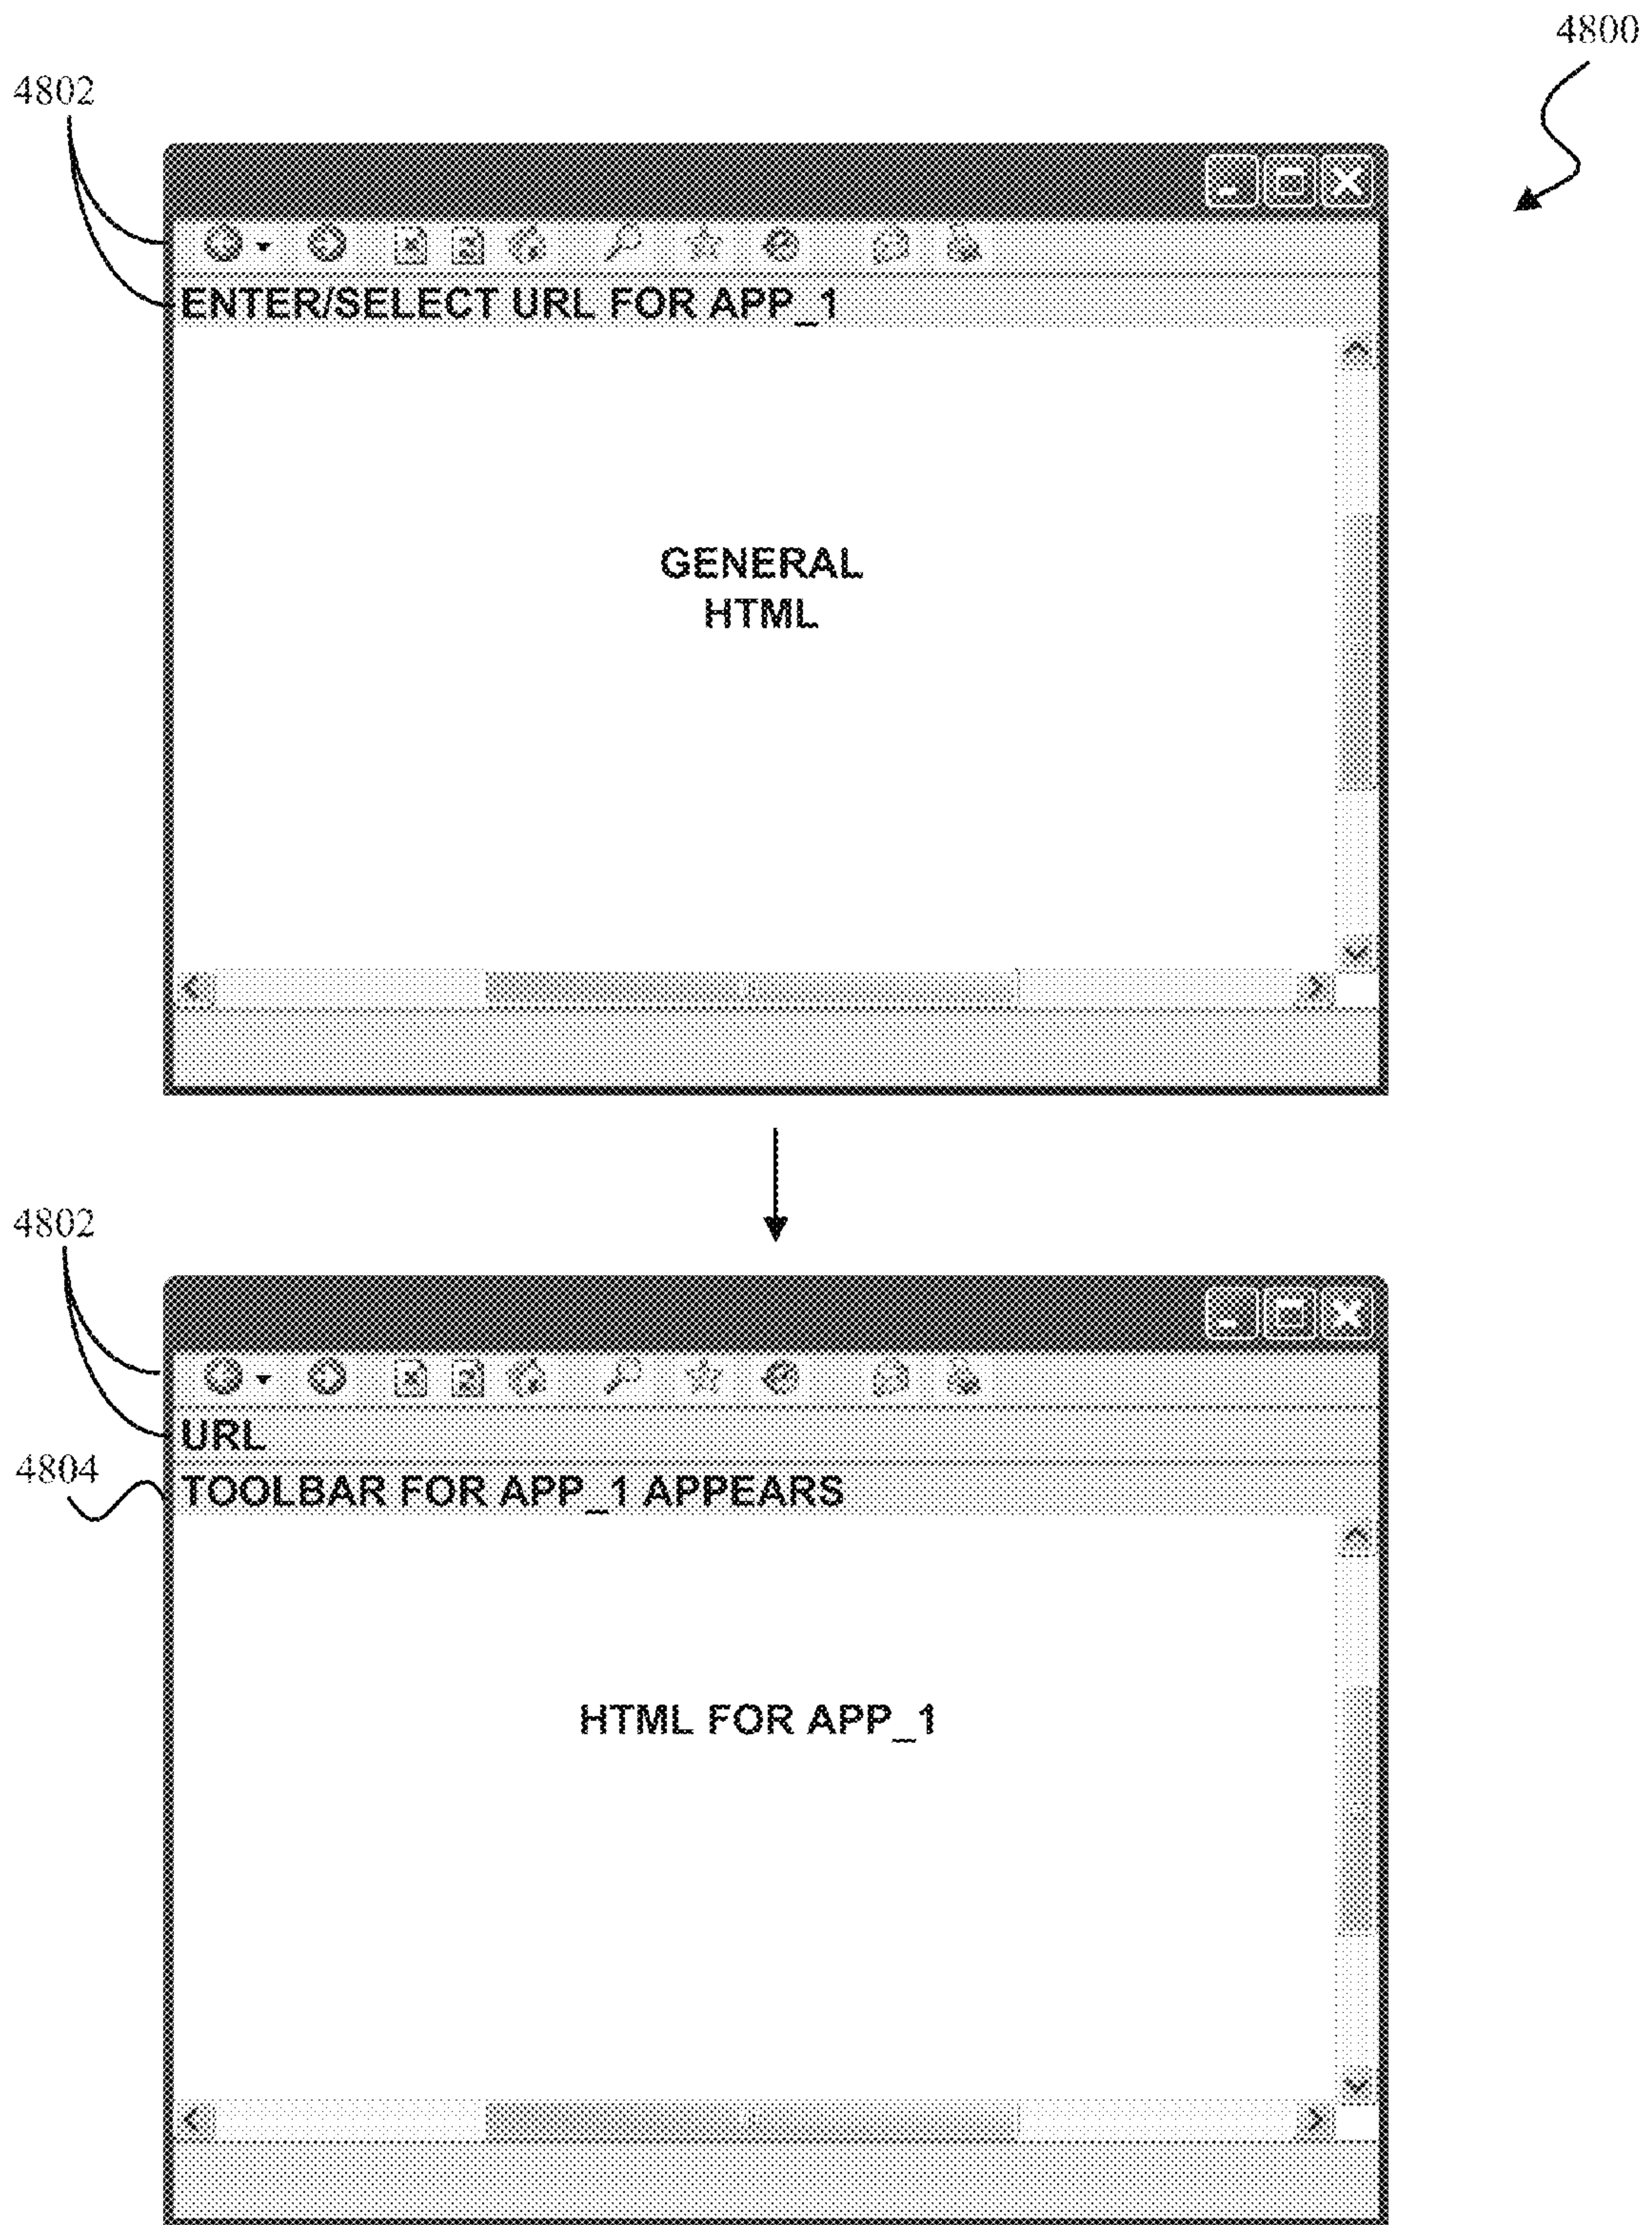 4800
4802
ENTER/SELECT URL FOR APP_1
GENERAL
HTML
4802
URL
4804
TOOLBAR FOR APP_1 APPEARS
HTML FOR APP_1